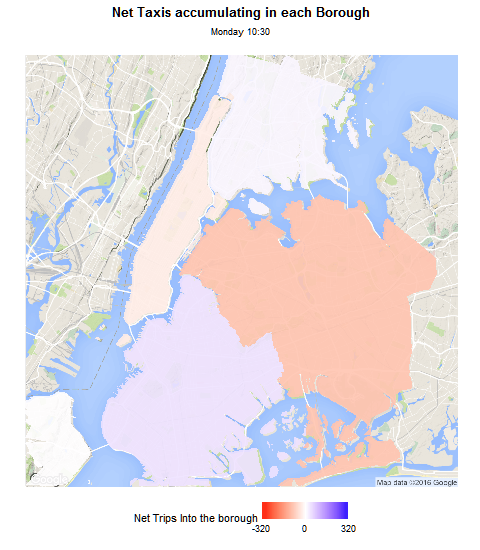 Net Taxis accumulating in each Borough
Monday 10:30
Map data ©2016 Google
Net Trips Into the borough
-320 0 320